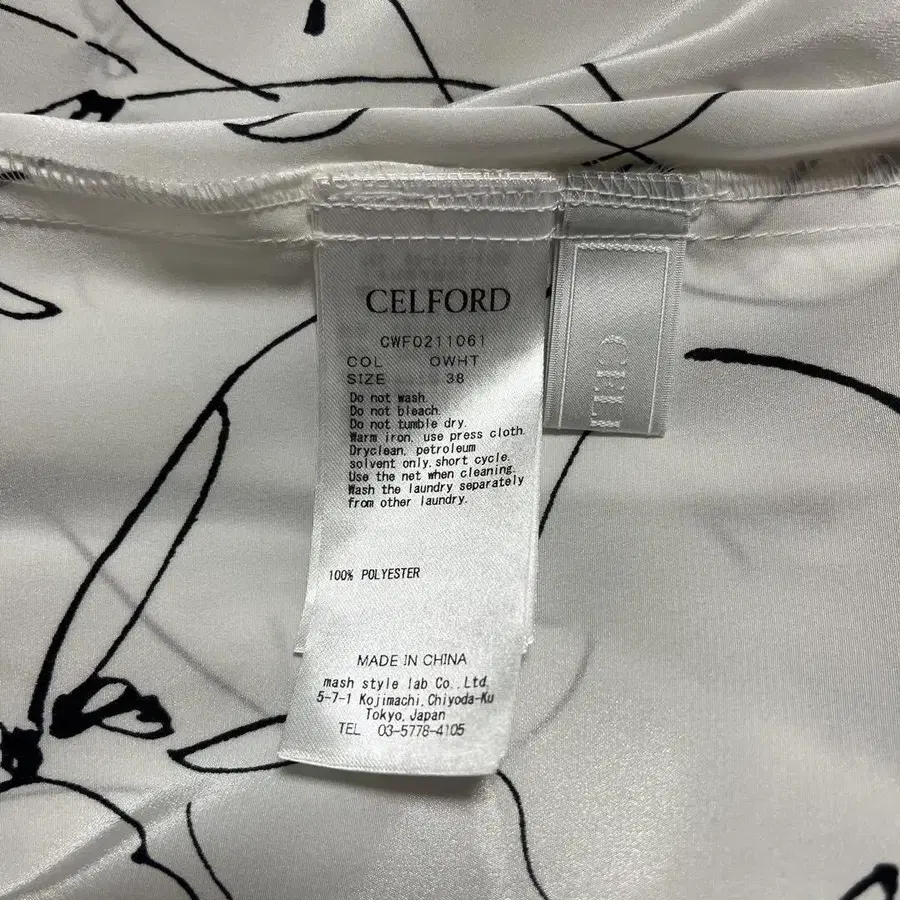 CELFORD
CWF0211061
COL OWHT
SIZE 38
Do not wash.
Do not bleach.
Do not tumble dry.
Warm iron, use press cloth.
Dryclean, petroleum
solvent only, short cycle.
Use the net when cleaning.
Wash the laundry separately
from other laundry.
100% POLYESTER
MADE IN CHINA
mash style lab Co.,Ltd.
5-7-1 Kojimachi, Chiyoda-Ku
Tokyo, Japan
TEL 03-5778-4105
CEL